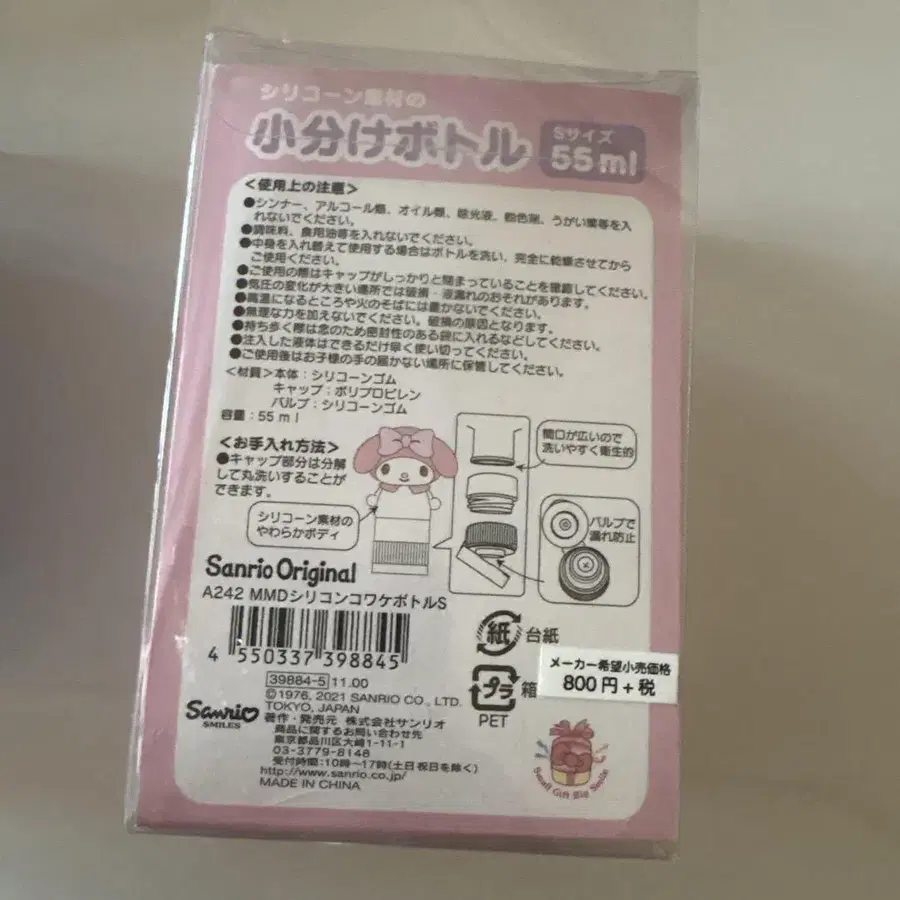 シリコーン素材の
小分けボトル
Sサイズ
55ml
<使用上の注意>
●シンナー、アルコール類、オイル類、除光液、脱色剤、うがい薬等を入
れないでください。
●調味料、食用油等を入れないでください。
●中身を入れ替えて使用する場合はボトルを洗い、完全に乾燥させてから
ご使用ください。
●ご使用の際はキャップがしっかりと閉まっていることを確認してください。
●気圧の変化が大きい場所では破損・液漏れのおそれがあります。
●高温になるところや火のそばには置かないでください。
●無理な力を加えないでください。破損の原因となります。
●持ち歩く際は念のため密封性のある袋に入れるなどしてください。
●注入した液体はできるだけ早く使い切ってください。
●ご使用後はお子様の手の届かない場所に保管してください。
<材質>本体:シリコーンゴム
キャップ:ポリプロピレン
バルブ:シリコーンゴム
容量:55ml
<お手入れ方法>
●キャップ部分は分解
して丸洗いすることが
できます。
シリコーン素材の
やわらかボディ
間口が広いので
洗いやすく衛生的
バルブで
漏れ防止
Sanrio Original
A242 MMDシリコンコワケボトルS
4 550337 398845
39884-5 11.00
紙 台紙
プラ 箱
PET
メーカー希望小売価格
800円+税
Sanrio
SMILES
©1976, 2021 SANRIO CO., LTD.
TOKYO, JAPAN
著作・発売元 株式会社サンリオ
商品に関するお問い合わせ先
東京都品川区大崎1-11-1
03-3779-8148
受付時間:10時~17時(土日祝日を除く)
http://www.sanrio.co.jp/
MADE IN CHINA
Small Gift Big Smile